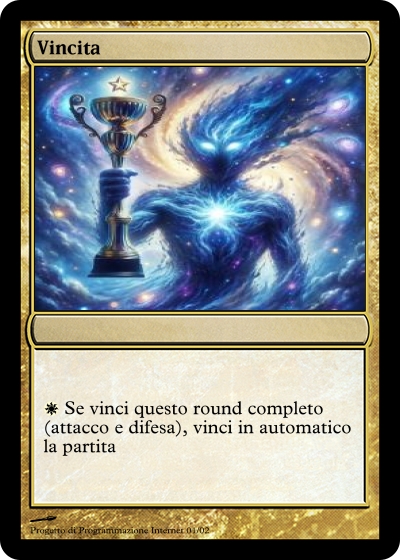 Vincita
Se vinci questo round completo
(attacco e difesa), vinci in automatico
la partita
Progetto di Programmazione Internet 01/02